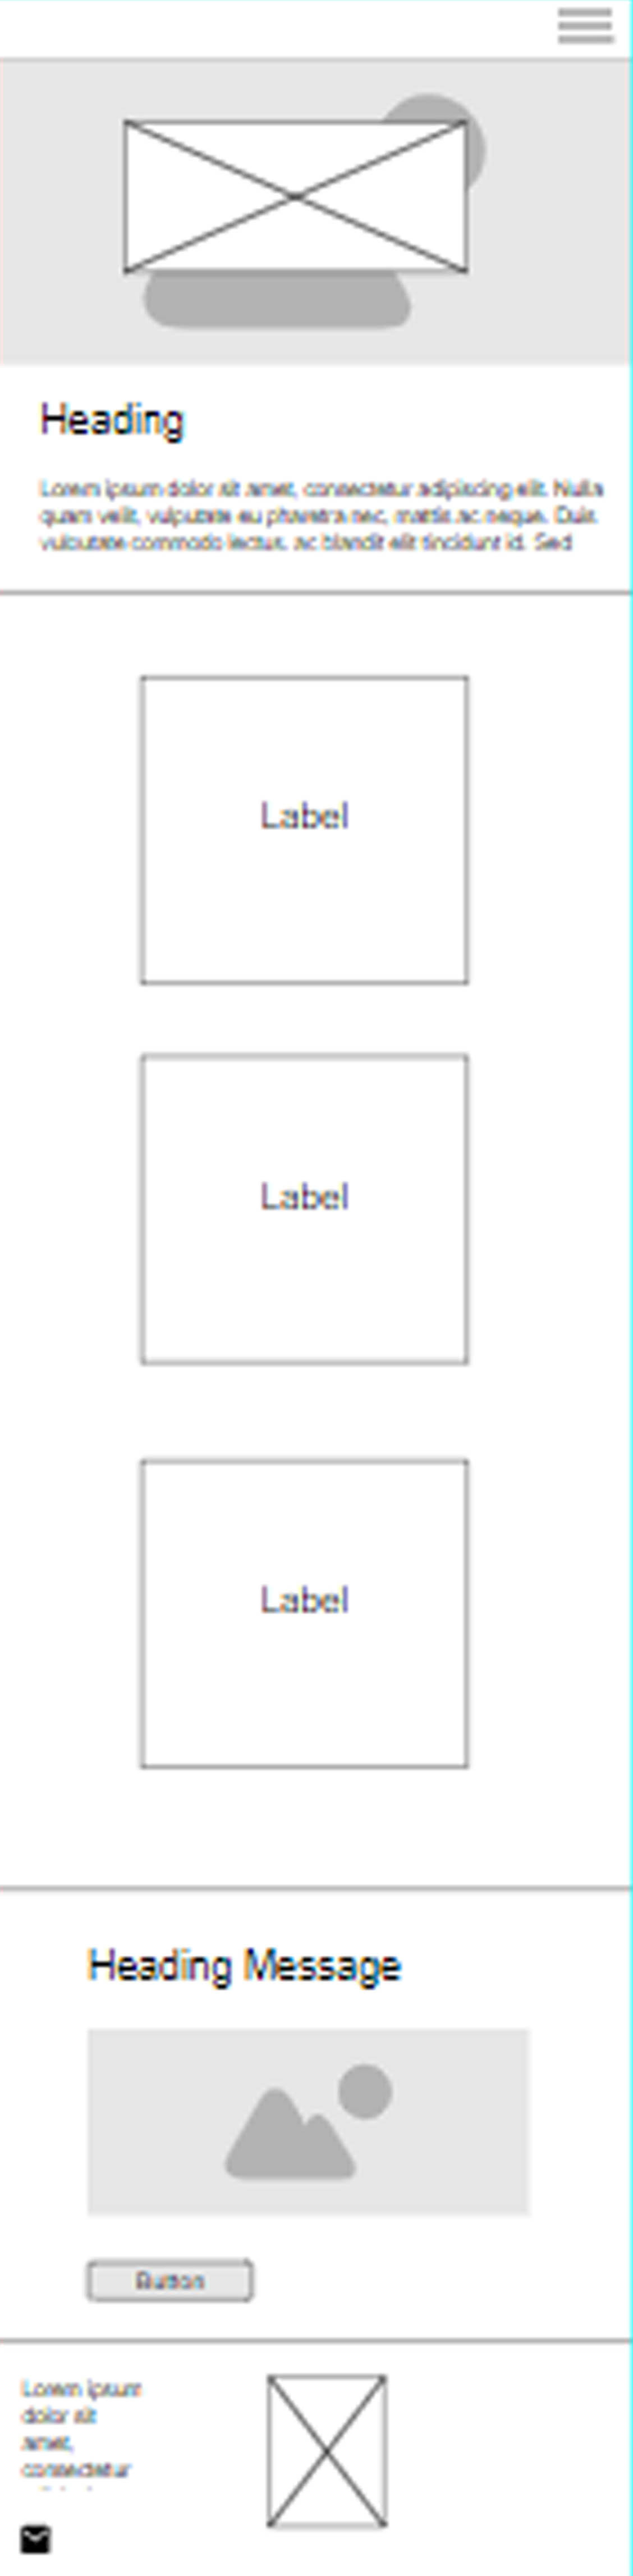 Heading
Lorem ipsum dolor sit amet, consectetur adipiscing elit. Nulla
quam velit, vulputate eu pharetra nec, mattis ac neque. Duis
vulputate commodo lectus, ac blandit elit tincidunt id. Sed
Label
Label
Label
Heading Message
Button
Lorem ipsum
dolor sit
amet,
consectetur